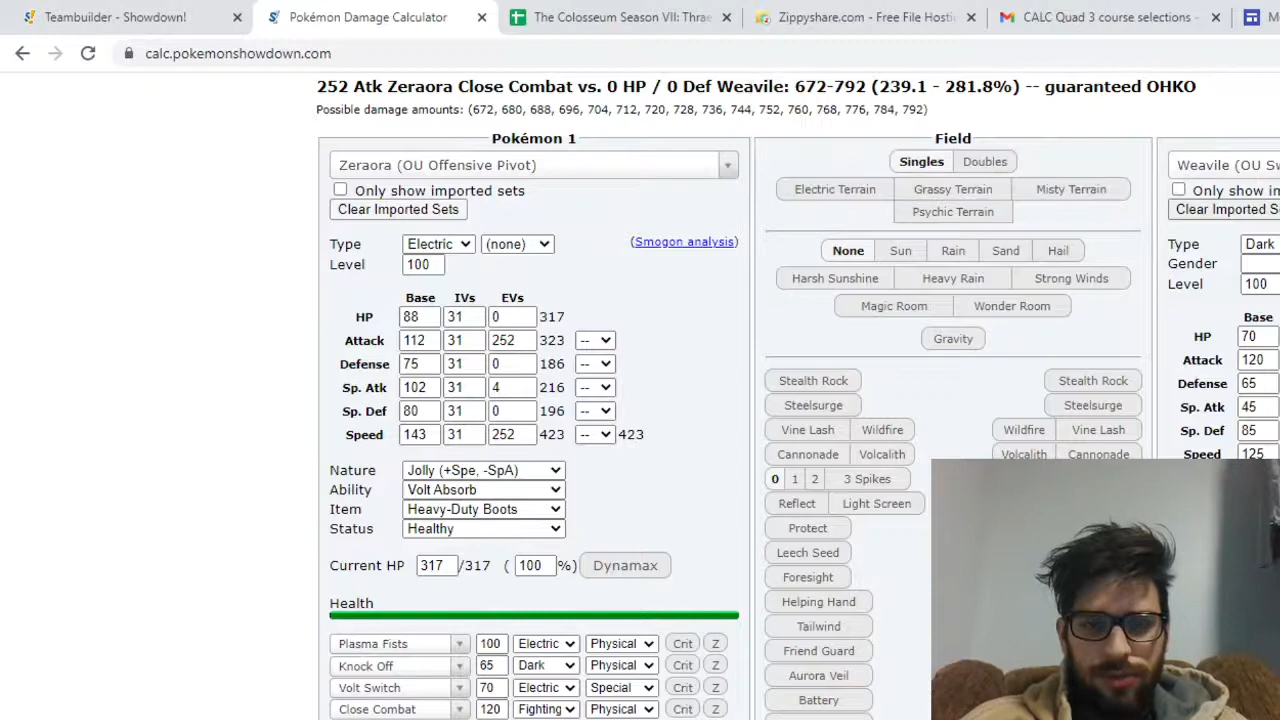 Teambuilder - Showdown! Pokémon Damage Calculator The Colosseum Season VII: Thrae Zippyshare.com - Free File Hosti CALC Quad 3 course selections -
calc.pokemonshowdown.com
252 Atk Zeraora Close Combat vs. 0 HP / 0 Def Weavile: 672-792 (239.1 - 281.8%) -- guaranteed OHKO
Possible damage amounts: (672, 680, 688, 696, 704, 712, 720, 728, 736, 744, 752, 760, 768, 776, 784, 792)
Pokémon 1
Zeraora (OU Offensive Pivot)
Only show imported sets
Clear Imported Sets
Type Electric (none) (Smogon analysis)
Level 100
Base IVs EVs
HP 88 31 0 317
Attack 112 31 252 323 --
Defense 75 31 0 186 --
Sp. Atk 102 31 4 216 --
Sp. Def 80 31 0 196 --
Speed 143 31 252 423 -- 423
Nature Jolly (+Spe, -SpA)
Ability Volt Absorb
Item Heavy-Duty Boots
Status Healthy
Current HP 317 /317 ( 100 %) Dynamax
Health
Plasma Fists 100 Electric Physical Crit Z
Knock Off 65 Dark Physical Crit Z
Volt Switch 70 Electric Special Crit Z
Close Combat 120 Fighting Physical Crit Z
Field
Singles Doubles
Electric Terrain Grassy Terrain Misty Terrain
Psychic Terrain
None Sun Rain Sand Hail
Harsh Sunshine Heavy Rain Strong Winds
Magic Room Wonder Room
Gravity
Stealth Rock Stealth Rock
Steelsurge Steelsurge
Vine Lash Wildfire Wildfire Vine Lash
Cannonade Volcalith Volcalith Cannonade
0 1 2 3 Spikes
Reflect Light Screen
Protect
Leech Seed
Foresight
Helping Hand
Tailwind
Friend Guard
Aurora Veil
Battery
Weavile (OU Sw
Only show im
Clear Imported Set
Type Dark
Gender
Level 100
Base
HP 70
Attack 120
Defense 65
Sp. Atk 45
Sp. Def 85
Speed 125